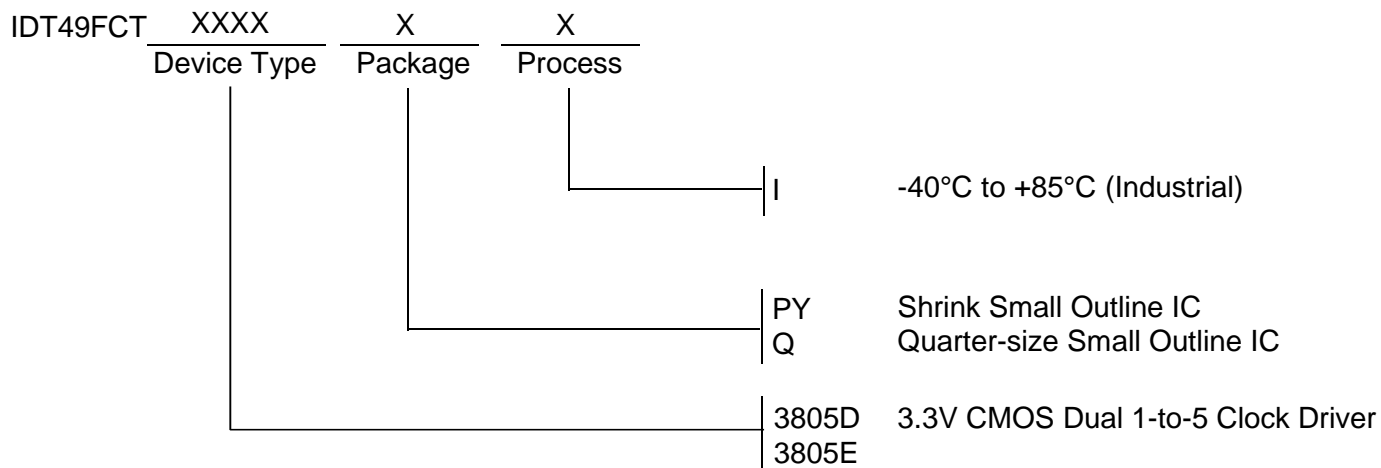 IDT49FCT XXXX X X
Device Type Package Process
I -40°C to +85°C (Industrial)
PY Shrink Small Outline IC
Q Quarter-size Small Outline IC
3805D 3.3V CMOS Dual 1-to-5 Clock Driver
3805E